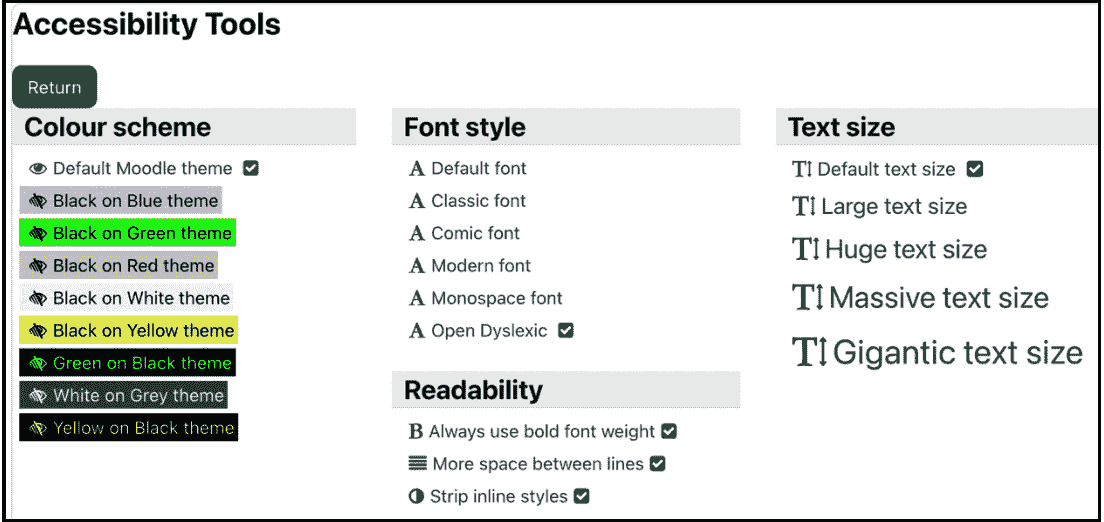 Accessibility Tools
Return
Colour scheme
Default Moodle theme
Black on Blue theme
Black on Green theme
Black on Red theme
Black on White theme
Black on Yellow theme
Green on Black theme
White on Grey theme
Yellow on Black theme
Font style
A Default font
A Classic font
A Comic font
A Modern font
A Monospace font
A Open Dyslexic
Readability
B Always use bold font weight
More space between lines
Strip inline styles
Text size
T Default text size
T Large text size
T Huge text size
T Massive text size
T Gigantic text size